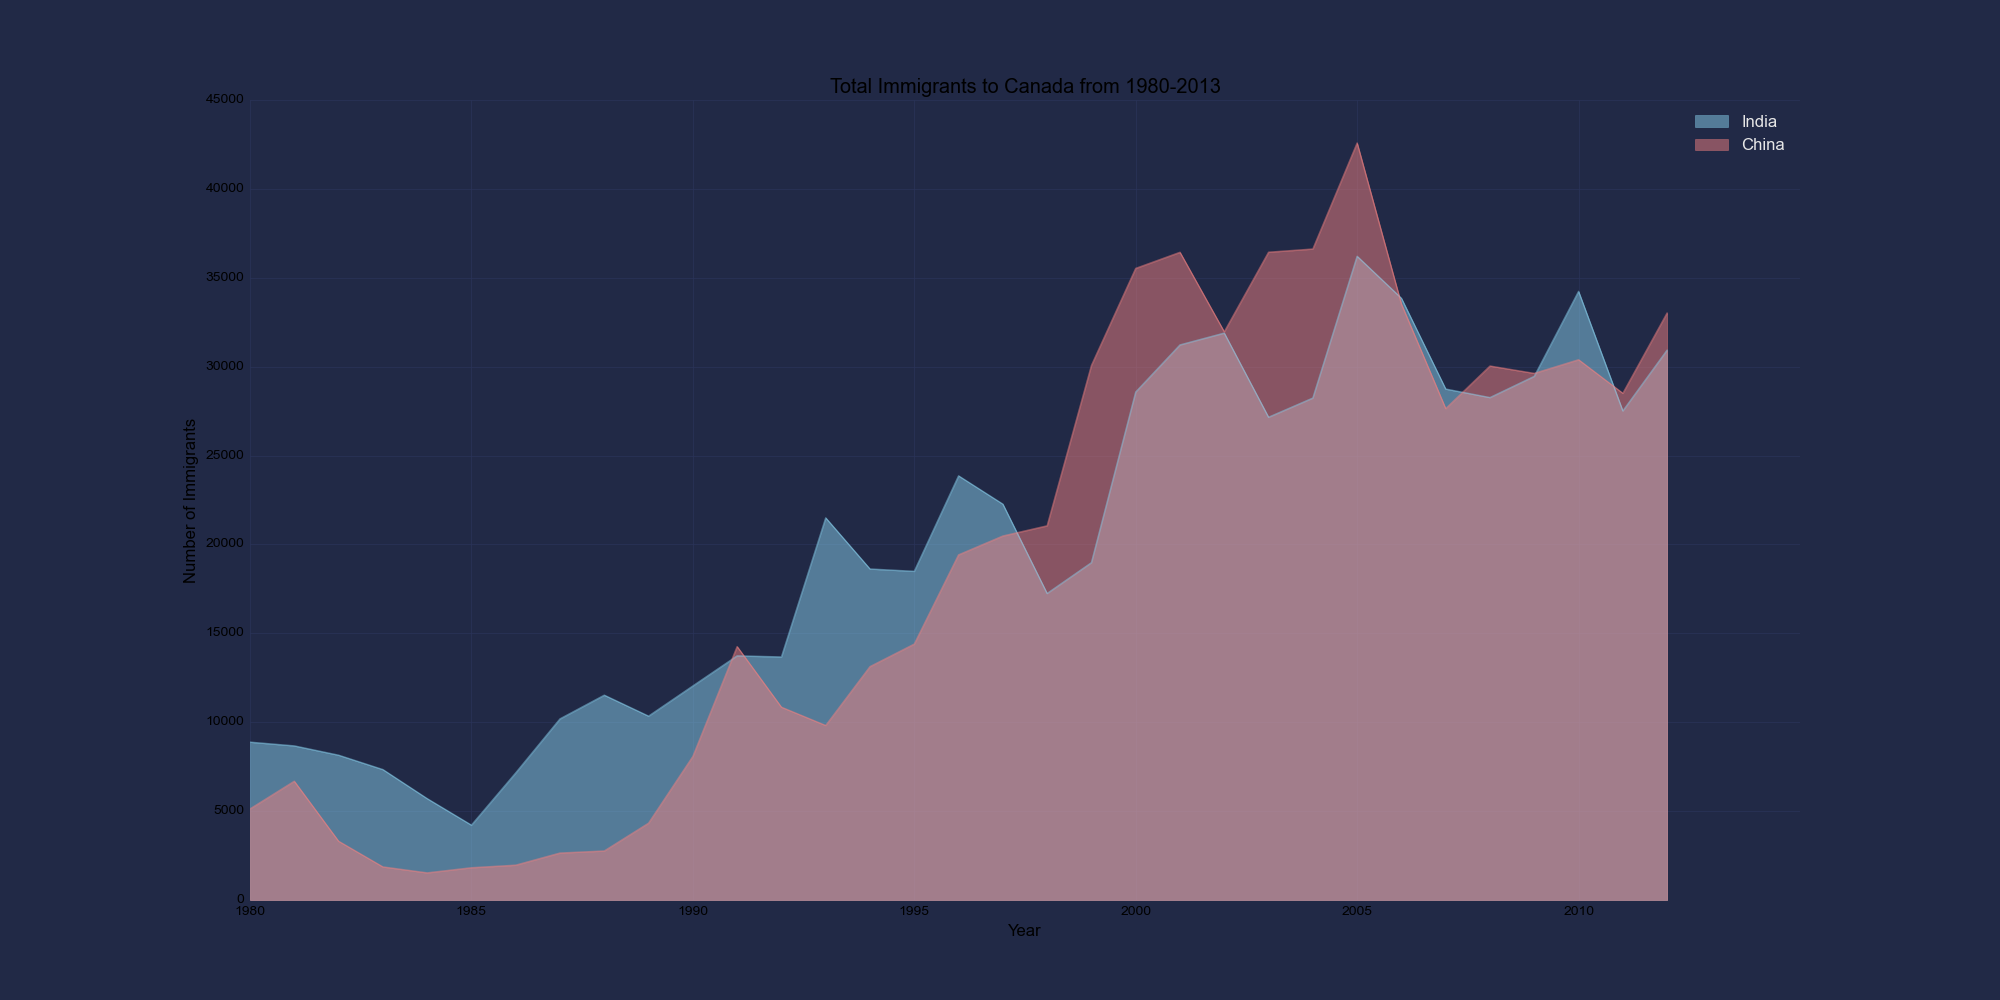 Total Immigrants to Canada from 1980-2013
India
China
45000
40000
35000
30000
25000
20000
15000
10000
5000
0
Number of Immigrants
1980 1985 1990 1995 2000 2005 2010
Year